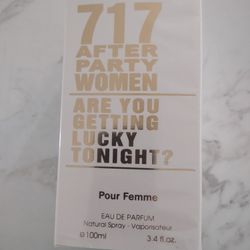 717
AFTER
PARTY
WOMEN
ARE YOU
GETTING
LUCKY
TONIGHT?
Pour Femme
EAU DE PARFUM
Natural Spray - Vaporisateur
℮100ml 3.4 fl.oz.